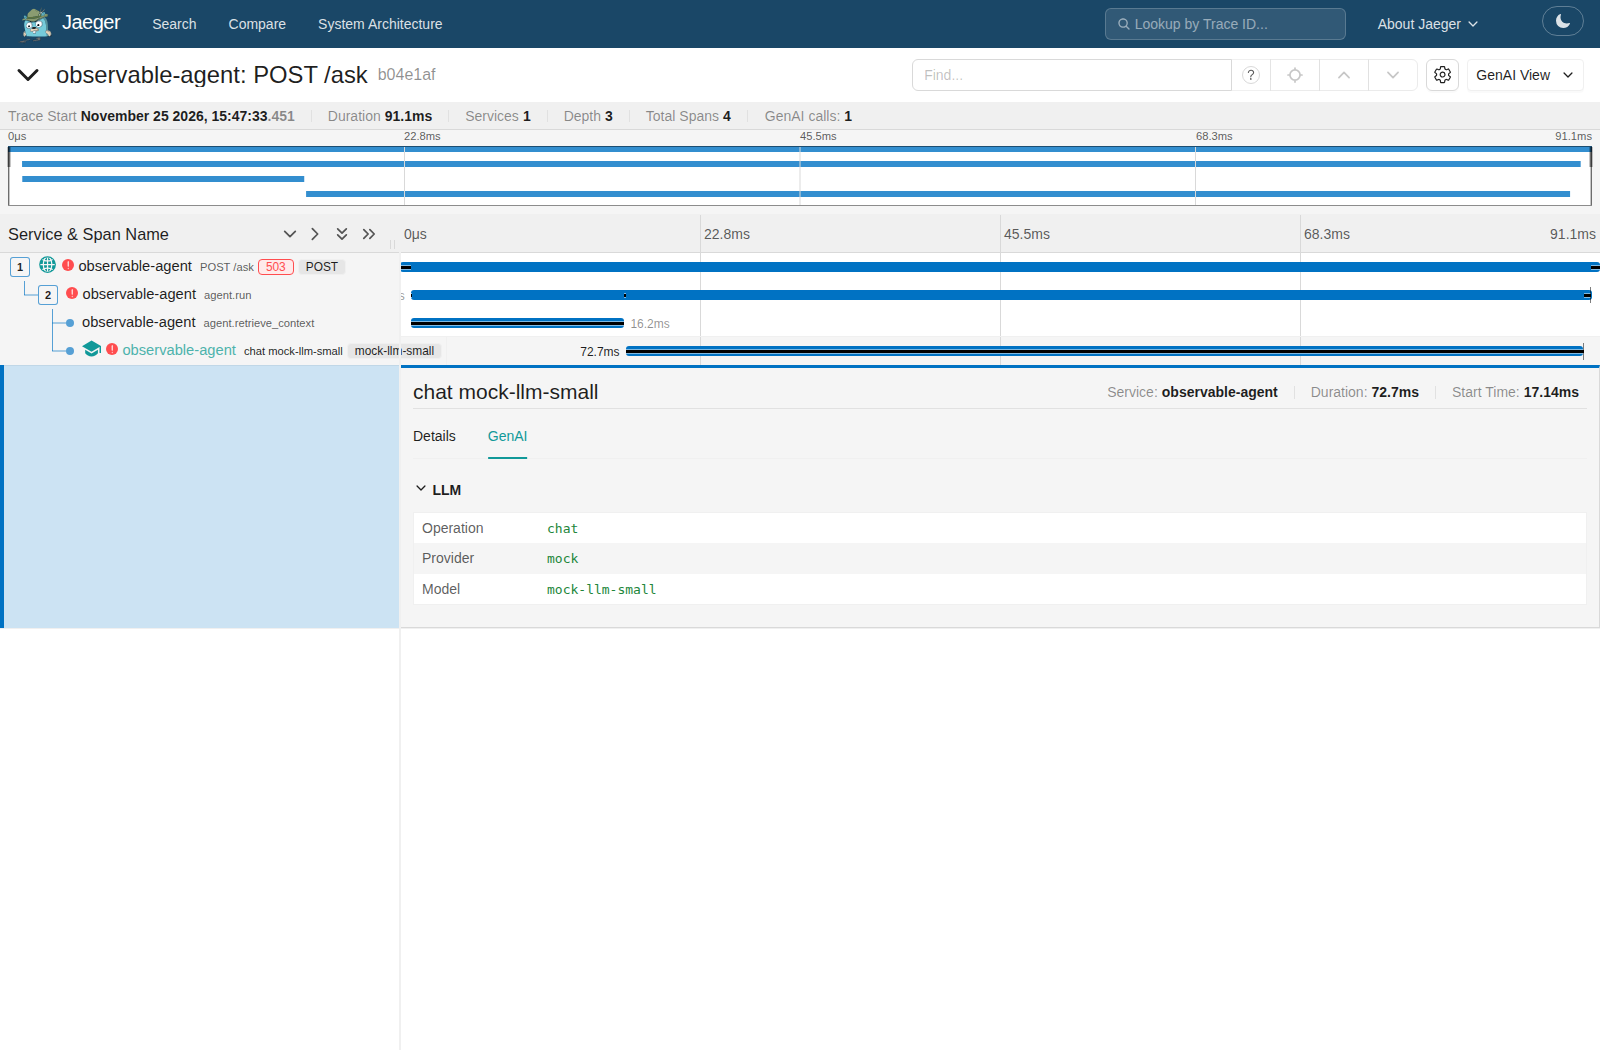 Jaeger Search Compare System Architecture Lookup by Trace ID... About Jaeger
observable-agent: POST /ask b04e1af Find... ? GenAI View
Trace Start November 25 2026, 15:47:33.451 Duration 91.1ms Services 1 Depth 3 Total Spans 4 GenAI calls: 1
0μs 22.8ms 45.5ms 68.3ms 91.1ms
Service & Span Name 0μs 22.8ms 45.5ms 68.3ms 91.1ms
1 observable-agent POST /ask 503 POST
2 observable-agent agent.run s
observable-agent agent.retrieve_context 16.2ms
observable-agent chat mock-llm-small mock-llm-small 72.7ms
chat mock-llm-small Service: observable-agent Duration: 72.7ms Start Time: 17.14ms
Details GenAI
LLM
Operation chat
Provider mock
Model mock-llm-small